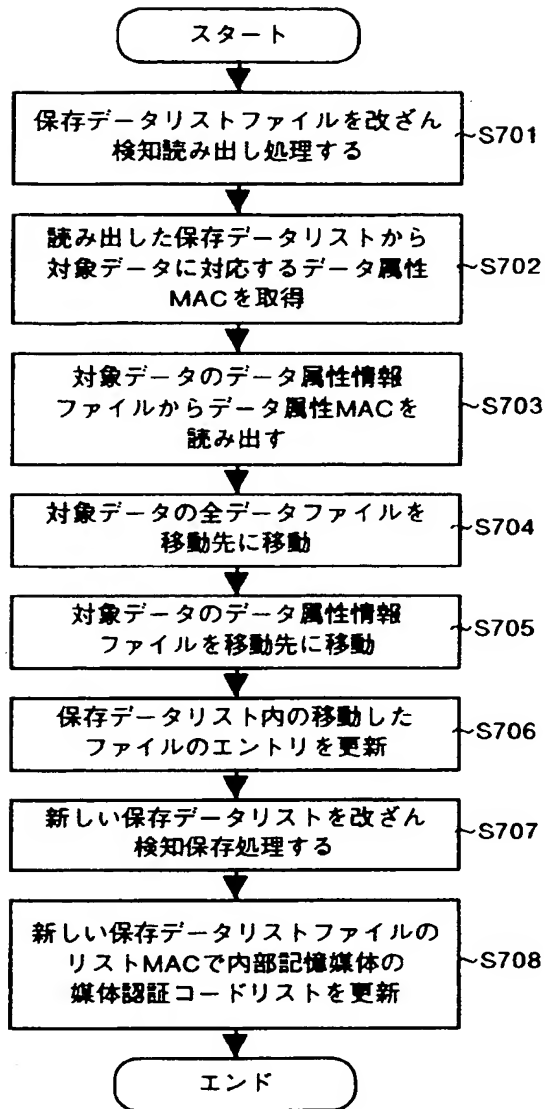 スタート
保存データリストファイルを改ざん
検知読み出し処理する
~S701
読み出した保存データリストから
対象データに対応するデータ属性
MACを取得
~S702
対象データのデータ属性情報
ファイルからデータ属性MACを
読み出す
~S703
対象データの全データファイルを
移動先に移動
~S704
対象データのデータ属性情報
ファイルを移動先に移動
~S705
保存データリスト内の移動した
ファイルのエントリを更新
~S706
新しい保存データリストを改ざん
検知保存処理する
~S707
新しい保存データリストファイルの
リストMACで内部記憶媒体の
媒体認証コードリストを更新
~S708
エンド